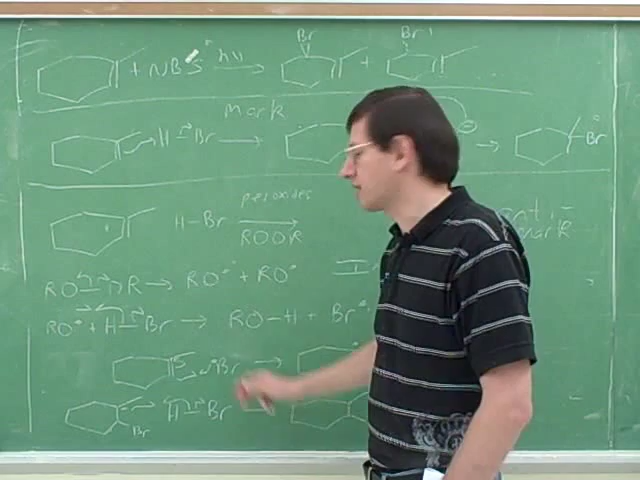 Br Br
+ NBS hν +
mark
H Br Br
H-Br peroxides
ROOR
anti-
mark
RO R RO + RO I
RO + H Br RO-H + Br
Br
H Br
Br